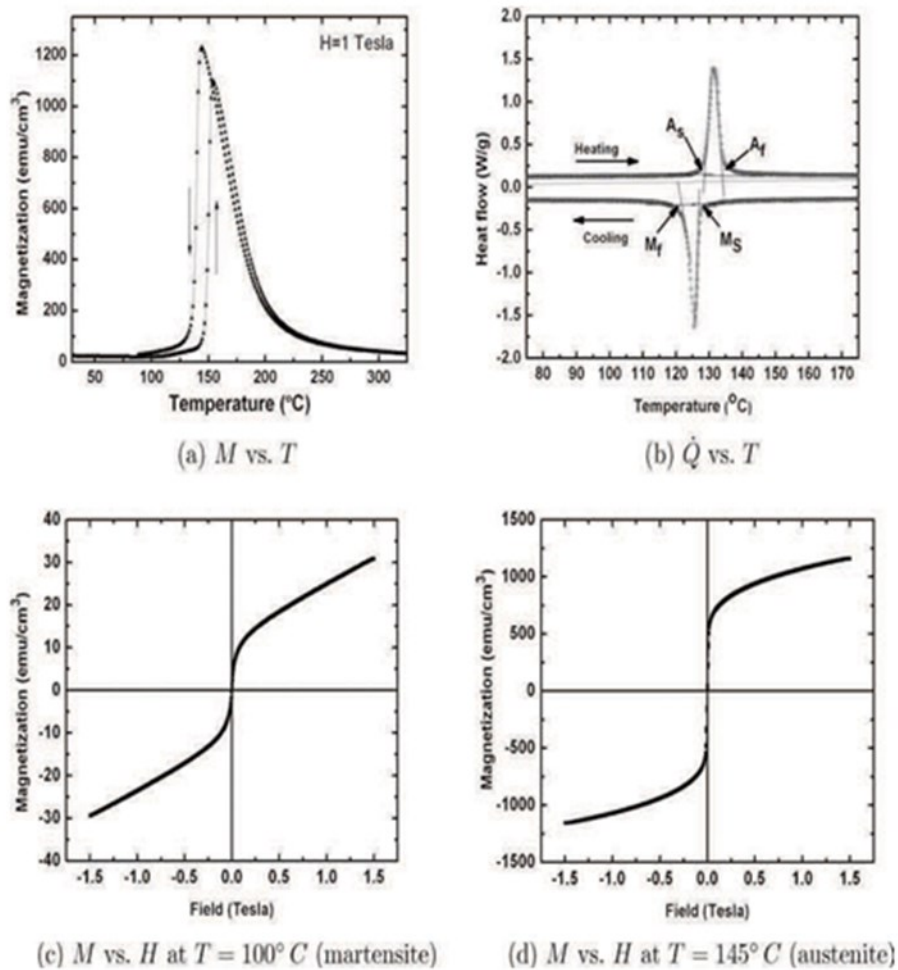 H=1 Tesla
1200
1000
800
600
400
200
0
Magnetization (emu/cm³)
50 100 150 200 250 300
Temperature (ºC)
(a) M vs. T
2.0
1.5
1.0
0.5
0.0
-0.5
-1.0
-1.5
-2.0
Heat flow (W/g)
As
Af
Heating
Cooling
Mf
MS
80 90 100 110 120 130 140 150 160 170
Temperature (OC)
(b) Q̇ vs. T
40
30
20
10
0
-10
-20
-30
-40
Magnetization (emu/cm³)
-1.5 -1.0 -0.5 0.0 0.5 1.0 1.5
Field (Tesla)
(c) M vs. H at T = 100° C (martensite)
1500
1000
500
0
-500
-1000
-1500
Magnetization (emu/cm³)
-1.5 -1.0 -0.5 0.0 0.5 1.0 1.5
Field (Tesla)
(d) M vs. H at T = 145° C (austenite)